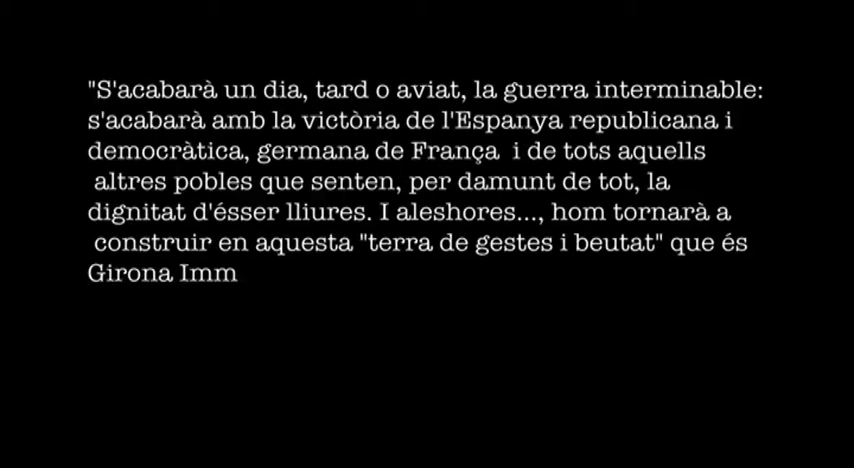 "S'acabarà un dia, tard o aviat, la guerra interminable:
s'acabarà amb la victòria de l'Espanya republicana i
democràtica, germana de França i de tots aquells
altres pobles que senten, per damunt de tot, la
dignitat d'ésser lliures. I aleshores..., hom tornarà a
construir en aquesta "terra de gestes i beutat" que és
Girona Imm